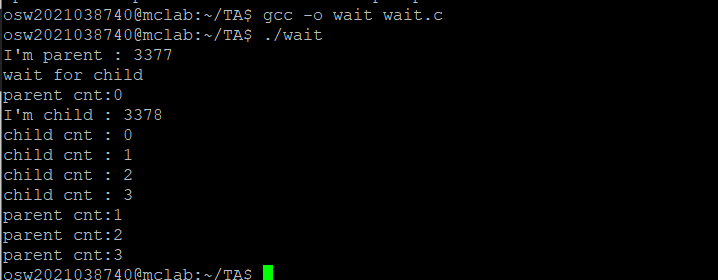 osw2021038740@mclab:~/TA$ gcc -o wait wait.c
osw2021038740@mclab:~/TA$ ./wait
I'm parent : 3377
wait for child
parent cnt:0
I'm child : 3378
child cnt : 0
child cnt : 1
child cnt : 2
child cnt : 3
parent cnt:1
parent cnt:2
parent cnt:3
osw2021038740@mclab:~/TA$